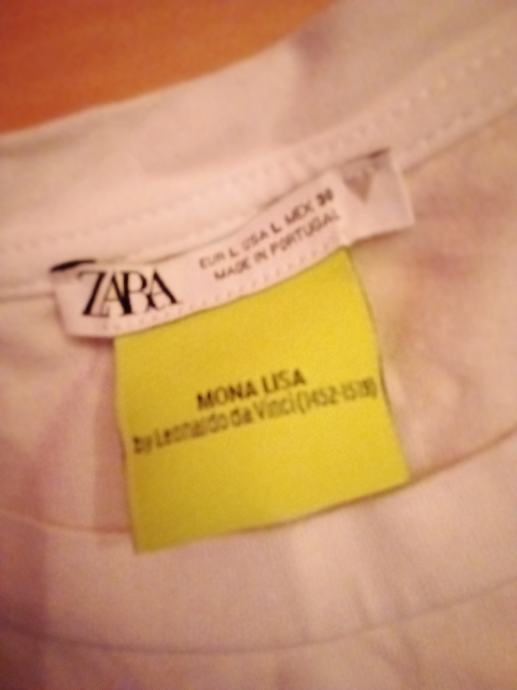 ZARA
EUR L USA L MEX 30
MADE IN PORTUGAL
MONA LISA
by Leonardo da Vinci (1452-1519)